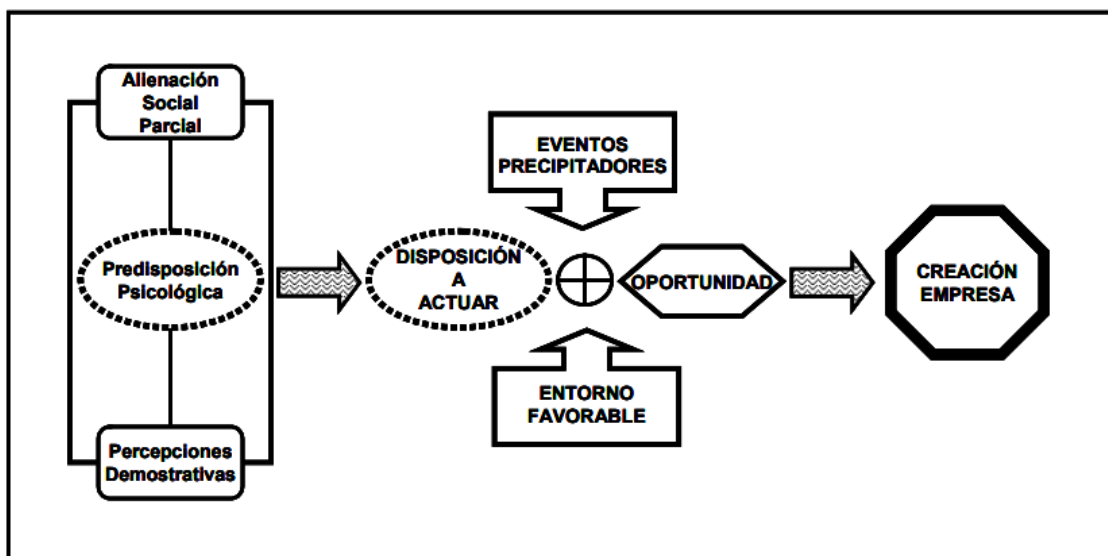 Alienación
Social
Parcial
Predisposición
Psicológica
Percepciones
Demostrativas
DISPOSICIÓN
A
ACTUAR
EVENTOS
PRECIPITADORES
OPORTUNIDAD
ENTORNO
FAVORABLE
CREACIÓN
EMPRESA